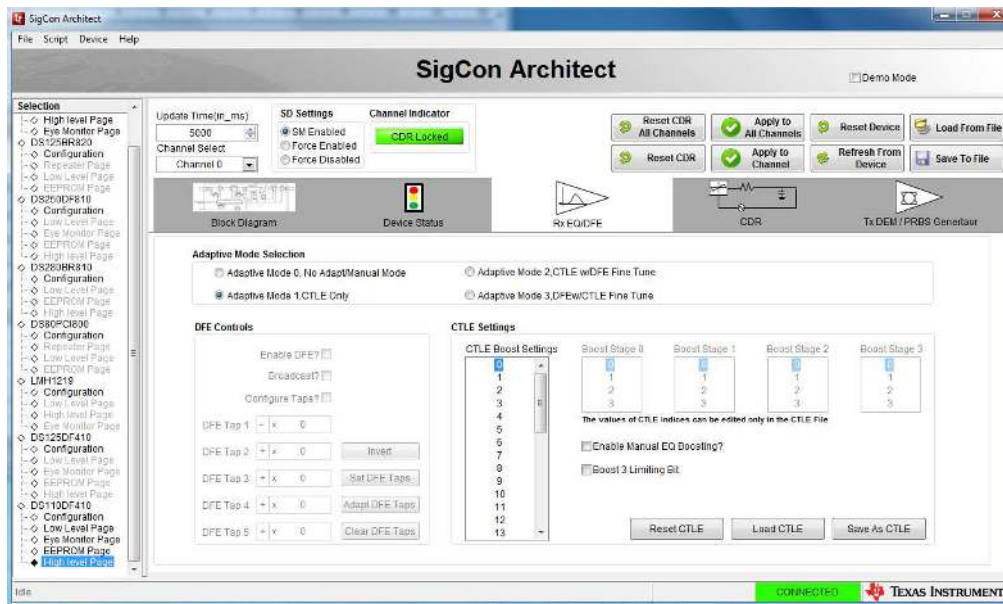 SigCon Architect
File Script Device Help
SigCon Architect
Demo Mode
Selection
High level Page
Eye Monitor Page
DS125BR820
Configuration
Repeater Page
Low Level Page
EEPROM Page
DS250DF810
Configuration
Low Level Page
Eye Monitor Page
EEPROM Page
High level Page
DS280BR810
Configuration
Low Level Page
EEPROM Page
High level Page
DS80PCI800
Configuration
Repeater Page
Low Level Page
EEPROM Page
LMH1219
Configuration
Low Level Page
High level Page
Eye Monitor Page
DS125DF410
Configuration
Low Level Page
Eye Monitor Page
EEPROM Page
High level Page
DS110DF410
Configuration
Low Level Page
Eye Monitor Page
EEPROM Page
High level Page
Update Time(in_ms)
5000
Channel Select
Channel 0
SD Settings
SM Enabled
Force Enabled
Force Disabled
Channel Indicator
CDR Locked
Reset CDR All Channels
Apply to All Channels
Reset Device
Load From File
Reset CDR
Apply to Channel
Refresh From Device
Save To File
Block Diagram
Device Status
Rx EQ/DFE
CDR
Tx DEM / PRBS Genertaur
Adaptive Mode Selection
Adaptive Mode 0, No Adapt/Manual Mode
Adaptive Mode 2,CTLE w/DFE Fine Tune
Adaptive Mode 1,CTLE Only
Adaptive Mode 3,DFEw/CTLE Fine Tune
DFE Controls
Enable DFE?
Broadcast?
Configure Taps?
DFE Tap 1 - x 0
DFE Tap 2 + x 0 Invert
DFE Tap 3 + x 0 Set DFE Taps
DFE Tap 4 + x 0 Adapt DFE Taps
DFE Tap 5 + x 0 Clear DFE Taps
CTLE Settings
CTLE Boost Settings
0
1
2
3
4
5
6
7
8
9
10
11
12
13
Boost Stage 0
0
1
2
3
Boost Stage 1
0
1
2
3
Boost Stage 2
0
1
2
3
Boost Stage 3
0
1
2
3
The values of CTLE indices can be edited only in the CTLE File
Enable Manual EQ Boosting?
Boost 3 Limiting Bit
Reset CTLE
Load CTLE
Save As CTLE
Idle
CONNECTED
TEXAS INSTRUMENT